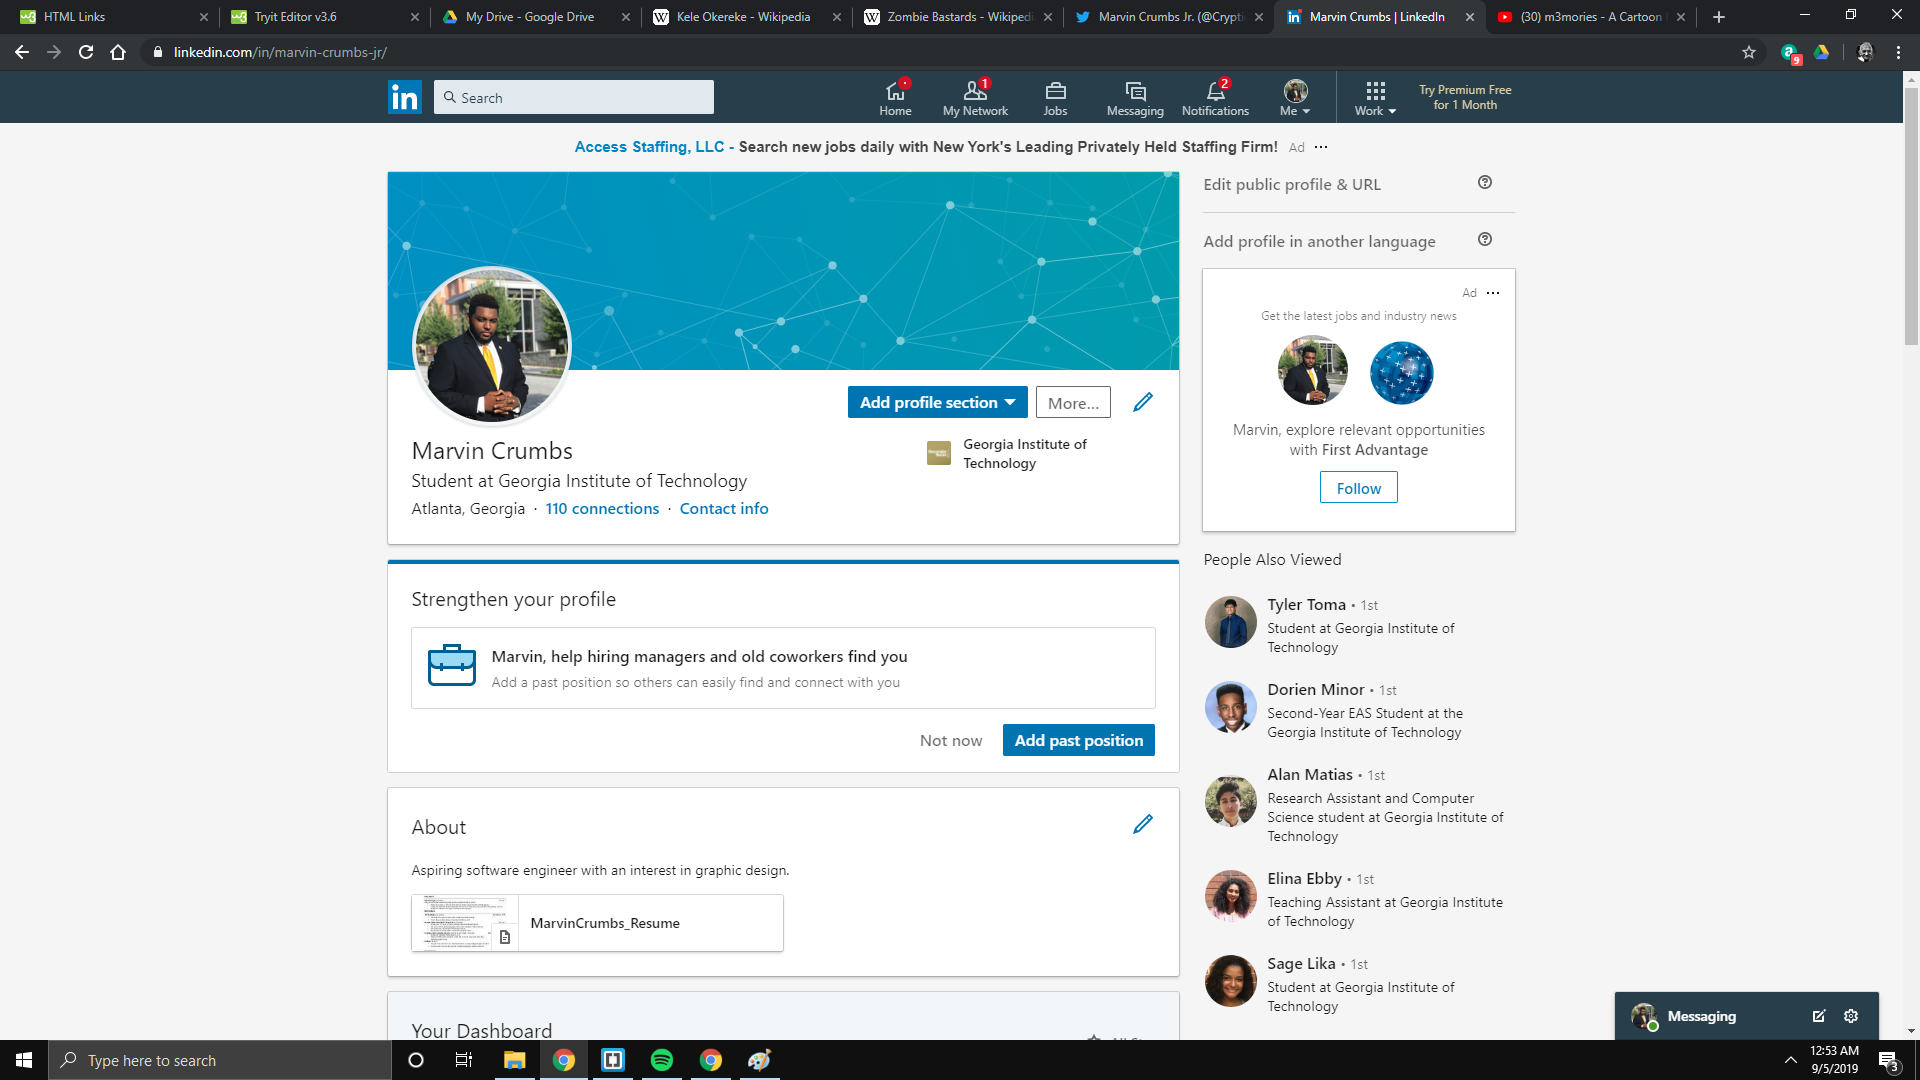 HTML Links
Tryit Editor v3.6
My Drive - Google Drive
Kele Okereke - Wikipedia
Zombie Bastards - Wikipedi
Marvin Crumbs Jr. (@Crypti
Marvin Crumbs | LinkedIn
(30) m3mories - A Cartoon
linkedin.com/in/marvin-crumbs-jr/
9
in
Search
Home
1
My Network
Jobs
Messaging
2
Notifications
Me
Work
Try Premium Free
for 1 Month
Access Staffing, LLC - Search new jobs daily with New York's Leading Privately Held Staffing Firm! Ad ···
Add profile section
More...
Marvin Crumbs
Student at Georgia Institute of Technology
Atlanta, Georgia · 110 connections · Contact info
Georgia Institute of
Technology
Strengthen your profile
Marvin, help hiring managers and old coworkers find you
Add a past position so others can easily find and connect with you
Not now
Add past position
About
Aspiring software engineer with an interest in graphic design.
MarvinCrumbs_Resume
Your Dashboard
Edit public profile & URL
Add profile in another language
Ad ···
Get the latest jobs and industry news
Marvin, explore relevant opportunities
with First Advantage
Follow
People Also Viewed
Tyler Toma • 1st
Student at Georgia Institute of
Technology
Dorien Minor • 1st
Second-Year EAS Student at the
Georgia Institute of Technology
Alan Matias • 1st
Research Assistant and Computer
Science student at Georgia Institute of
Technology
Elina Ebby • 1st
Teaching Assistant at Georgia Institute
of Technology
Sage Lika • 1st
Student at Georgia Institute of
Technology
Messaging
Type here to search
12:53 AM
9/5/2019
3